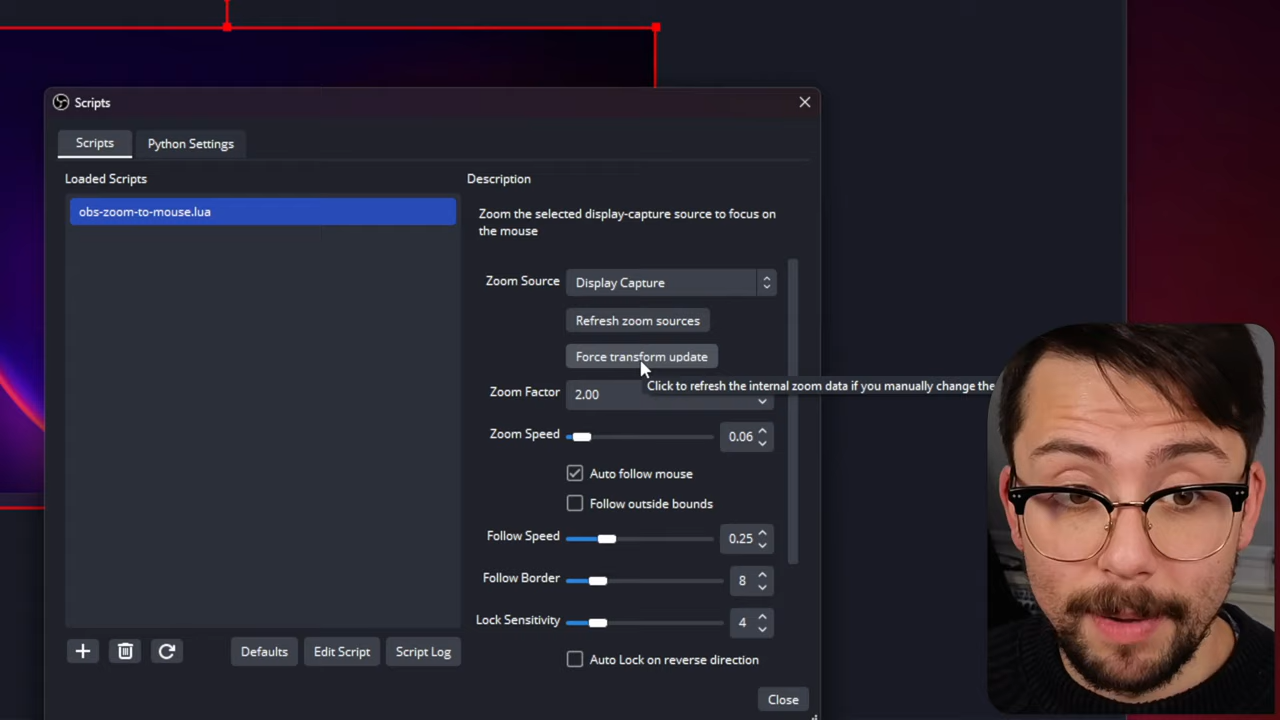 Scripts
Scripts
Python Settings
Loaded Scripts
Description
obs-zoom-to-mouse.lua
Zoom the selected display-capture source to focus on
the mouse
Zoom Source
Display Capture
Refresh zoom sources
Force transform update
Click to refresh the internal zoom data if you manually change the
Zoom Factor
2.00
Zoom Speed
0.06
Auto follow mouse
Follow outside bounds
Follow Speed
0.25
Follow Border
8
Lock Sensitivity
4
Auto Lock on reverse direction
Defaults
Edit Script
Script Log
Close